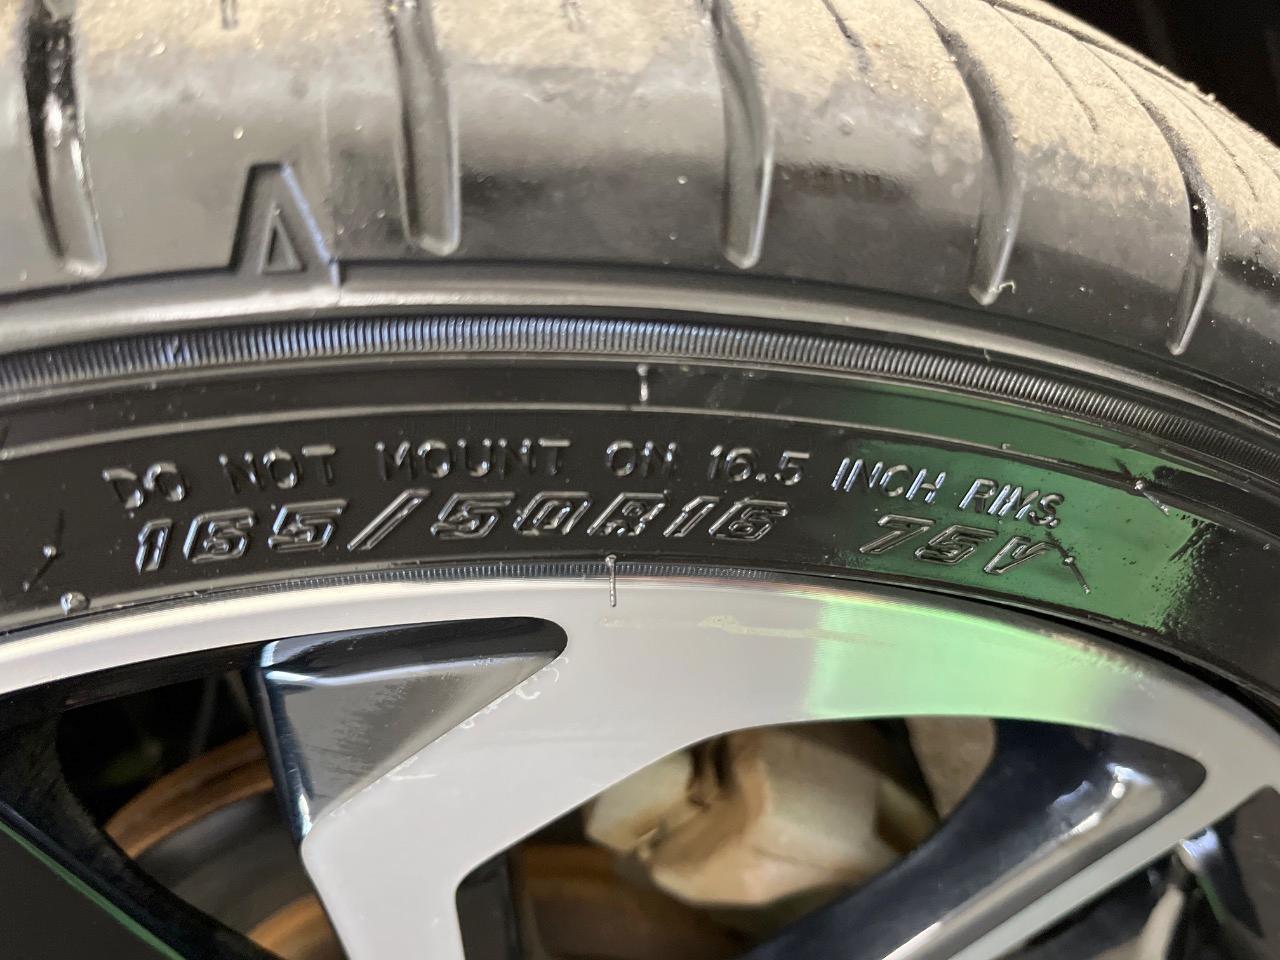 DO NOT MOUNT ON 16.5 INCH RIMS.
165/50R16 75V